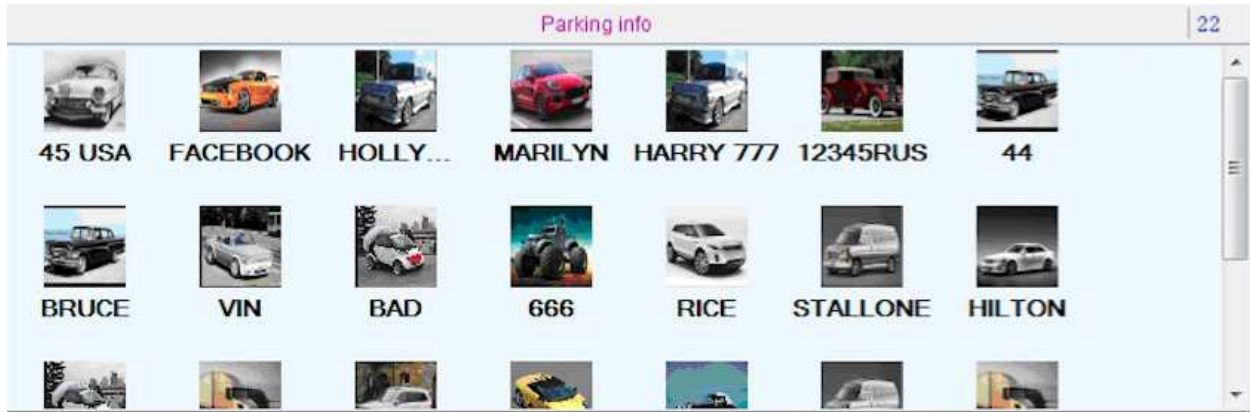 Parking info 22
45 USA FACEBOOK HOLLY... MARILYN HARRY 777 12345RUS 44
BRUCE VIN BAD 666 RICE STALLONE HILTON